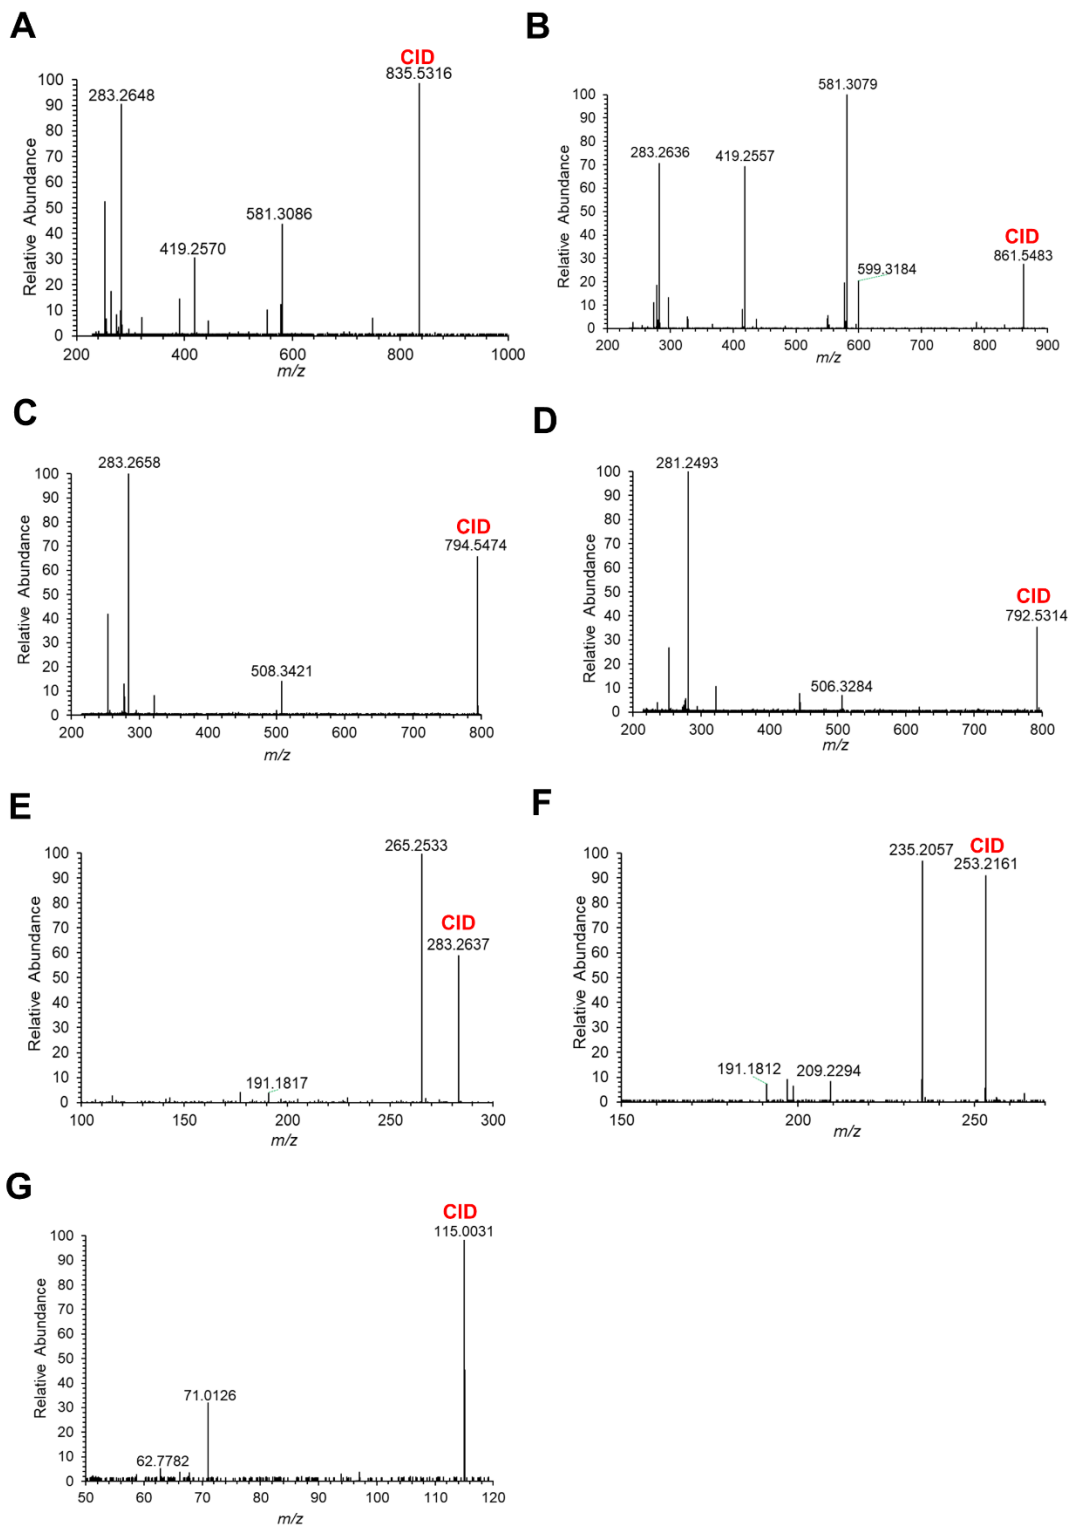 A
CID
835.5316
283.2648
581.3086
419.2570
Relative Abundance
100
90
80
70
60
50
40
30
20
10
0
200 400 600 800 1000
m/z
B
581.3079
283.2636
419.2557
CID
861.5483
599.3184
Relative Abundance
100
90
80
70
60
50
40
30
20
10
0
200 300 400 500 600 700 800 900
m/z
C
283.2658
CID
794.5474
508.3421
Relative Abundance
100
90
80
70
60
50
40
30
20
10
0
200 300 400 500 600 700 800
m/z
D
281.2493
CID
792.5314
506.3284
Relative Abundance
100
90
80
70
60
50
40
30
20
10
0
200 300 400 500 600 700 800
m/z
E
265.2533
CID
283.2637
191.1817
Relative Abundance
100
90
80
70
60
50
40
30
20
10
0
100 150 200 250 300
m/z
F
235.2057
CID
253.2161
191.1812
209.2294
Relative Abundance
100
90
80
70
60
50
40
30
20
10
0
150 200 250
m/z
G
CID
115.0031
71.0126
62.7782
Relative Abundance
100
90
80
70
60
50
40
30
20
10
0
50 60 70 80 90 100 110 120
m/z